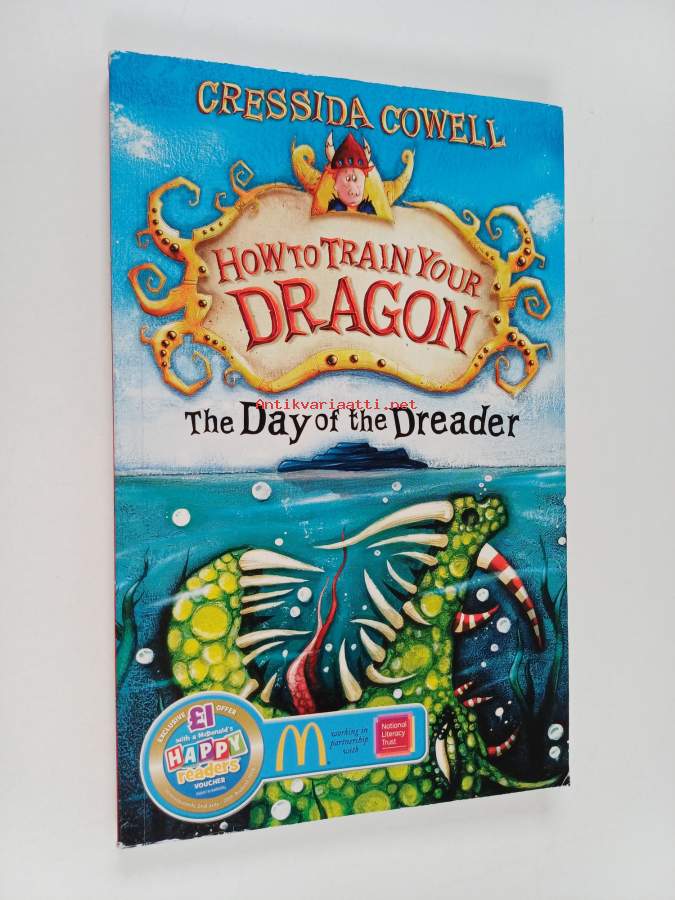 CRESSIDA COWELL
HOW TO TRAIN YOUR
DRAGON
Antikvariaatti.net
The Day of the Dreader
EXCLUSIVE OFFER
£1
with a McDonald's
HAPPY
readers
VOUCHER
working in
partnership
with
National
Literacy
Trust